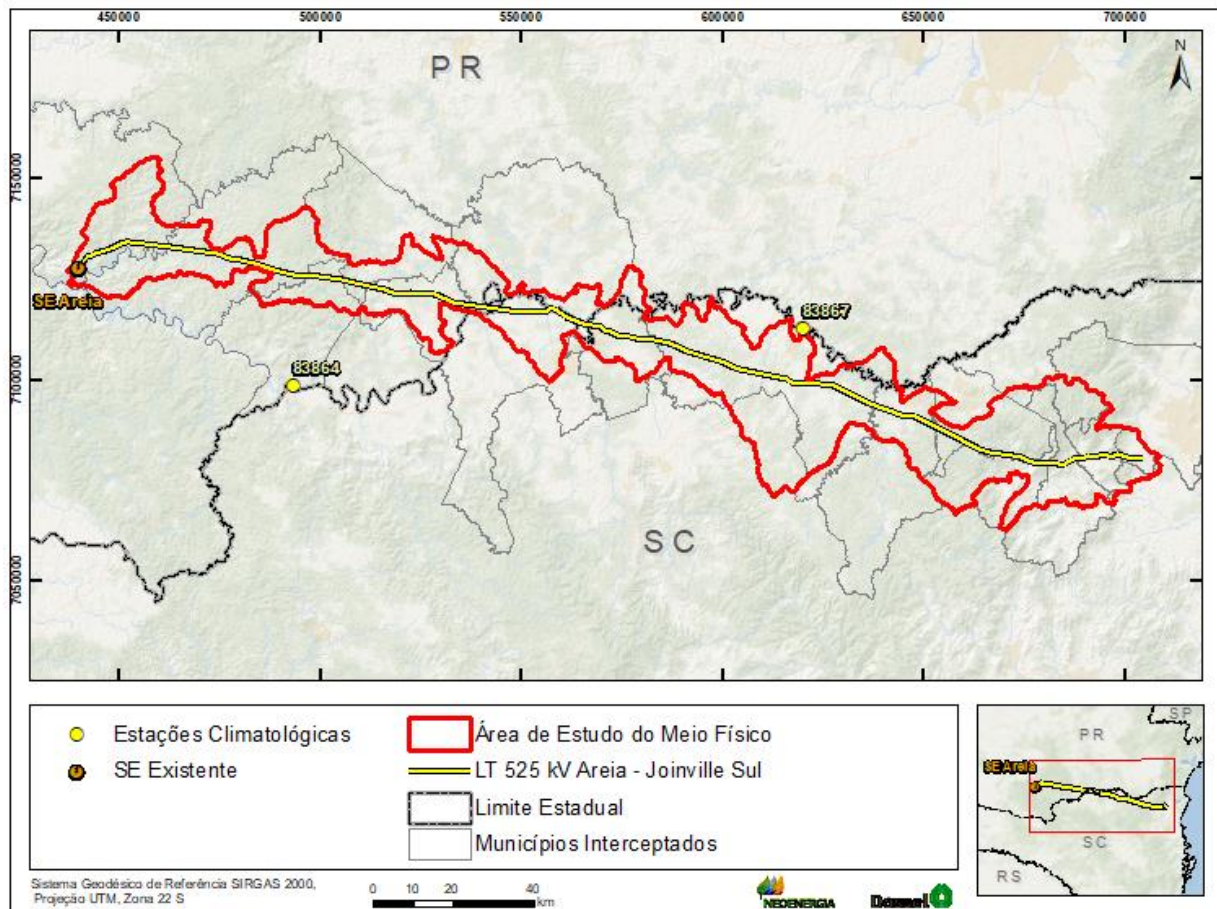 450000 500000 550000 600000 650000 700000
N
P R
7150000
SE Areia
83867
83864
7100000
S C
7050000
Estações Climatológicas
SE Existente
Área de Estudo do Meio Físico
LT 525 kV Areia - Joinville Sul
Limite Estadual
Municípios Interceptados
SP
PR
SE Areia
SC
RS
Sistema Geodésico de Referência SIRGAS 2000,
Projeção UTM, Zona 22 S
0 10 20 40
km
NEOENERGIA
Dossel